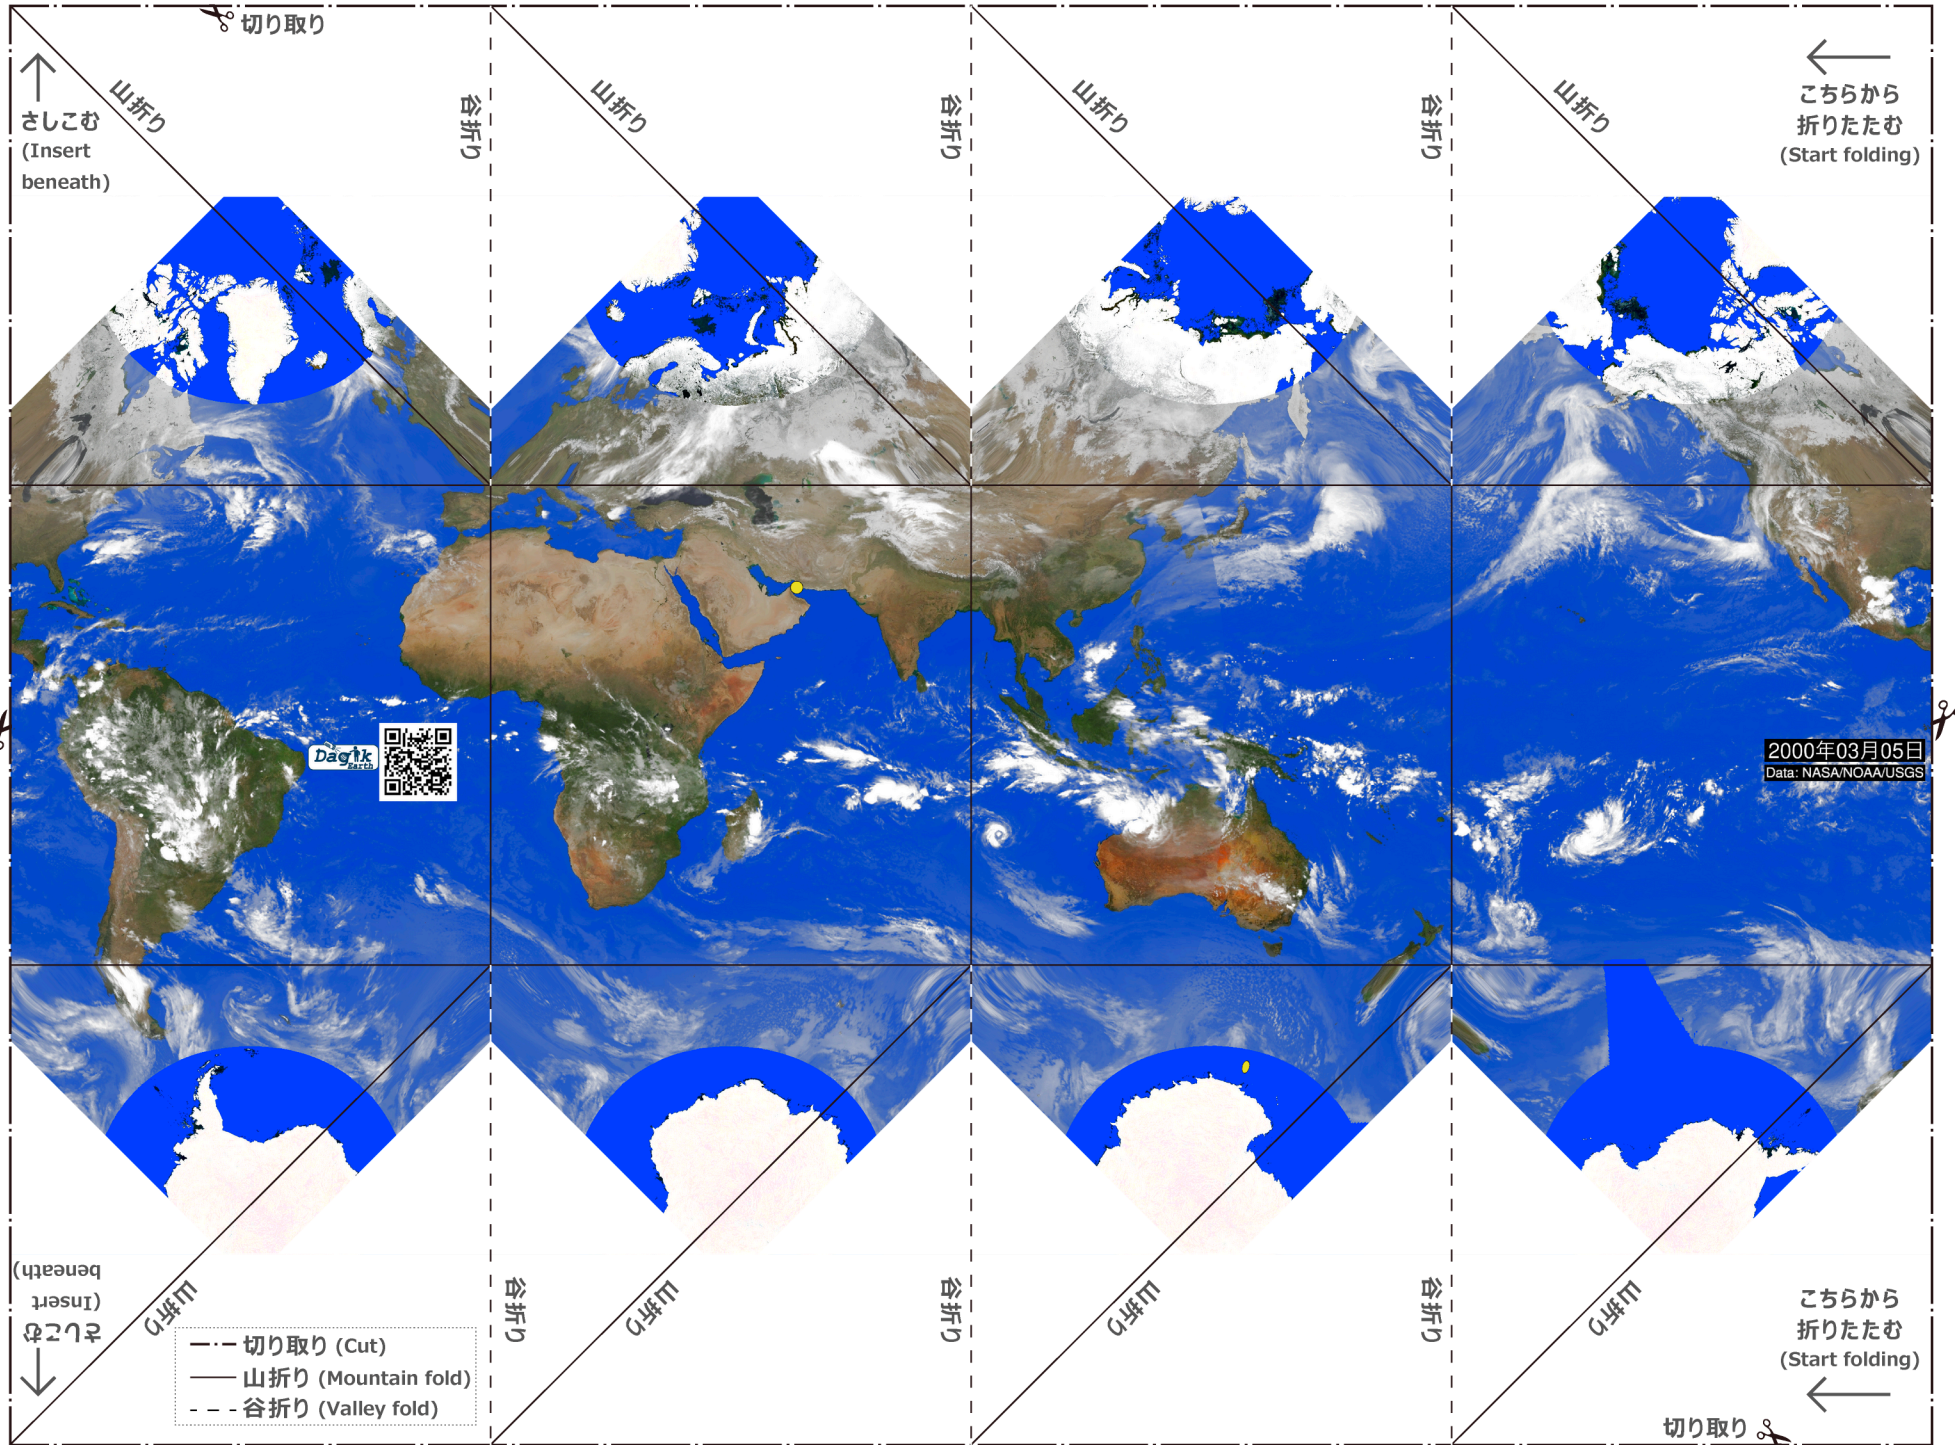 切り取り
さしこむ
(Insert
beneath)
山折り
谷折り
山折り
谷折り
山折り
谷折り
山折り
こちらから
折りたたむ
(Start folding)
Dagik
Earth
2000年03月05日
Data: NASA/NOAA/USGS
さしこむ
(Insert
beneath)
山折り
谷折り
山折り
谷折り
山折り
谷折り
山折り
こちらから
折りたたむ
(Start folding)
切り取り (Cut)
山折り (Mountain fold)
谷折り (Valley fold)
切り取り